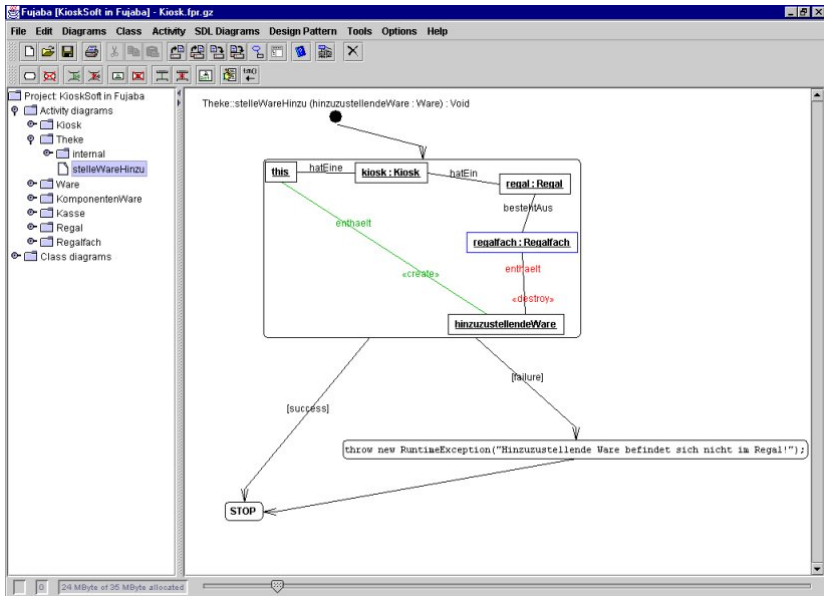 Fujaba [KioskSoft in Fujaba] - Kiosk.fpr.gz
File Edit Diagrams Class Activity SDL Diagrams Design Pattern Tools Options Help
Project: KioskSoft in Fujaba
Activity diagrams
Kiosk
Theke
internal
stelleWareHinzu
Ware
KomponentenWare
Kasse
Regal
Regalfach
Class diagrams
Theke::stelleWareHinzu (hinzuzustellendeWare : Ware) : Void
this
hatEine
kiosk : Kiosk
hatEin
regal : Regal
bestehtAus
enthaelt
regalfach : Regalfach
enthaelt
«create»
«destroy»
hinzuzustellendeWare
[failure]
[success]
throw new RuntimeException("Hinzuzustellende Ware befindet sich nicht im Regal!");
STOP
0
24 MByte of 35 MByte allocated